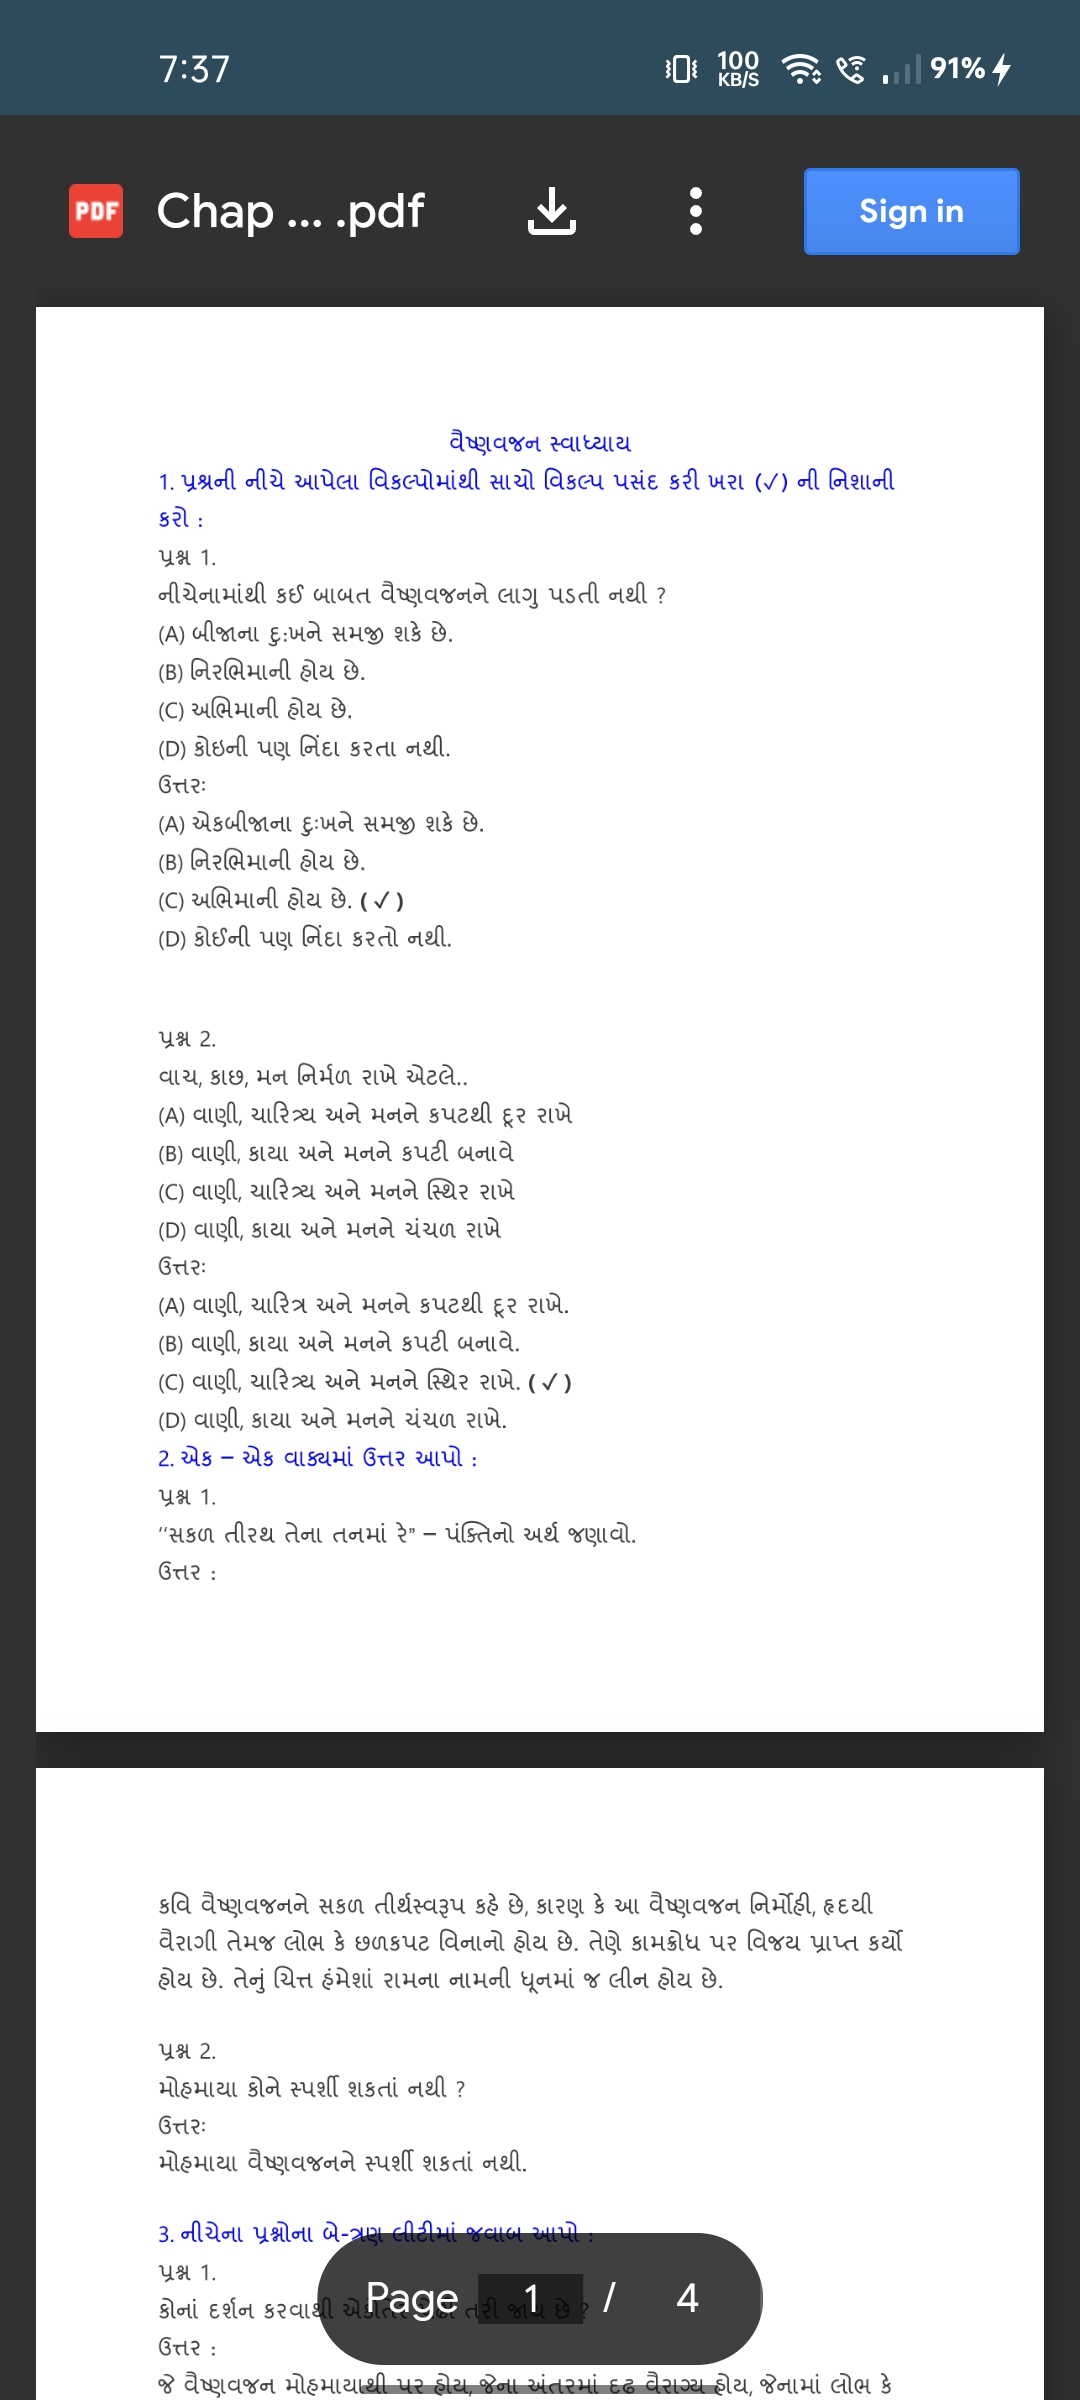 7:37
100 KB/S
91%
PDF Chap ... .pdf
Sign in
વૈષ્ણવજન સ્વાધ્યાય
1. પ્રશ્રની નીચે આપેલા વિકલ્પોમાંથી સાચો વિકલ્પ પસંદ કરી ખરા (✓) ની નિશાની
કરો :
પ્રશ્ન 1.
નીચેનામાંથી કઈ બાબત વૈષ્ણવજનને લાગુ પડતી નથી ?
(A) બીજાના દુ:ખને સમજી શકે છે.
(B) નિરભિમાની હોય છે.
(C) અભિમાની હોય છે.
(D) કોઇની પણ નિંદા કરતા નથી.
ઉત્તરઃ
(A) એકબીજાના દુઃખને સમજી શકે છે.
(B) નિરભિમાની હોય છે.
(C) અભિમાની હોય છે. ( ✓ )
(D) કોઈની પણ નિંદા કરતો નથી.
પ્રશ્ન 2.
વાચ, કાછ, મન નિર્મળ રાખે એટલે..
(A) વાણી, ચારિત્ર્ય અને મનને કપટથી દૂર રાખે
(B) વાણી, કાયા અને મનને કપટી બનાવે
(C) વાણી, ચારિત્ર્ય અને મનને સ્થિર રાખે
(D) વાણી, કાયા અને મનને ચંચળ રાખે
ઉત્તરઃ
(A) વાણી, ચારિત્ર અને મનને કપટથી દૂર રાખે.
(B) વાણી, કાયા અને મનને કપટી બનાવે.
(C) વાણી, ચારિત્ર્ય અને મનને સ્થિર રાખે. ( ✓ )
(D) વાણી, કાયા અને મનને ચંચળ રાખે.
2. એક – એક વાક્યમાં ઉત્તર આપો :
પ્રશ્ન 1.
‘‘સકળ તીરથ તેના તનમાં રે” – પંક્તિનો અર્થ જણાવો.
ઉત્તર :
કવિ વૈષ્ણવજનને સકળ તીર્થસ્વરૂપ કહે છે, કારણ કે આ વૈષ્ણવજન નિર્મોહી, હૃદયી
વૈરાગી તેમજ લોભ કે છળકપટ વિનાનો હોય છે. તેણે કામક્રોધ પર વિજય પ્રાપ્ત કર્યો
હોય છે. તેનું ચિત્ત હંમેશાં રામના નામની ધૂનમાં જ લીન હોય છે.
પ્રશ્ન 2.
મોહમાયા કોને સ્પર્શી શકતાં નથી ?
ઉત્તરઃ
મોહમાયા વૈષ્ણવજનને સ્પર્શી શકતાં નથી.
3. નીચેના પ્રશ્નોના બે-ત્રણ લીટીમાં જવાબ આપો :
પ્રશ્ન 1.
કોનાં દર્શન કરવાથી એકોતેર પેઢી તરી જાય છે ?
Page 1 / 4
ઉત્તર :
જે વૈષ્ણવજન મોહમાયાથી પર હોય, જેના અંતરમાં દઢ વૈરાગ્ય હોય, જેનામાં લોભ કે